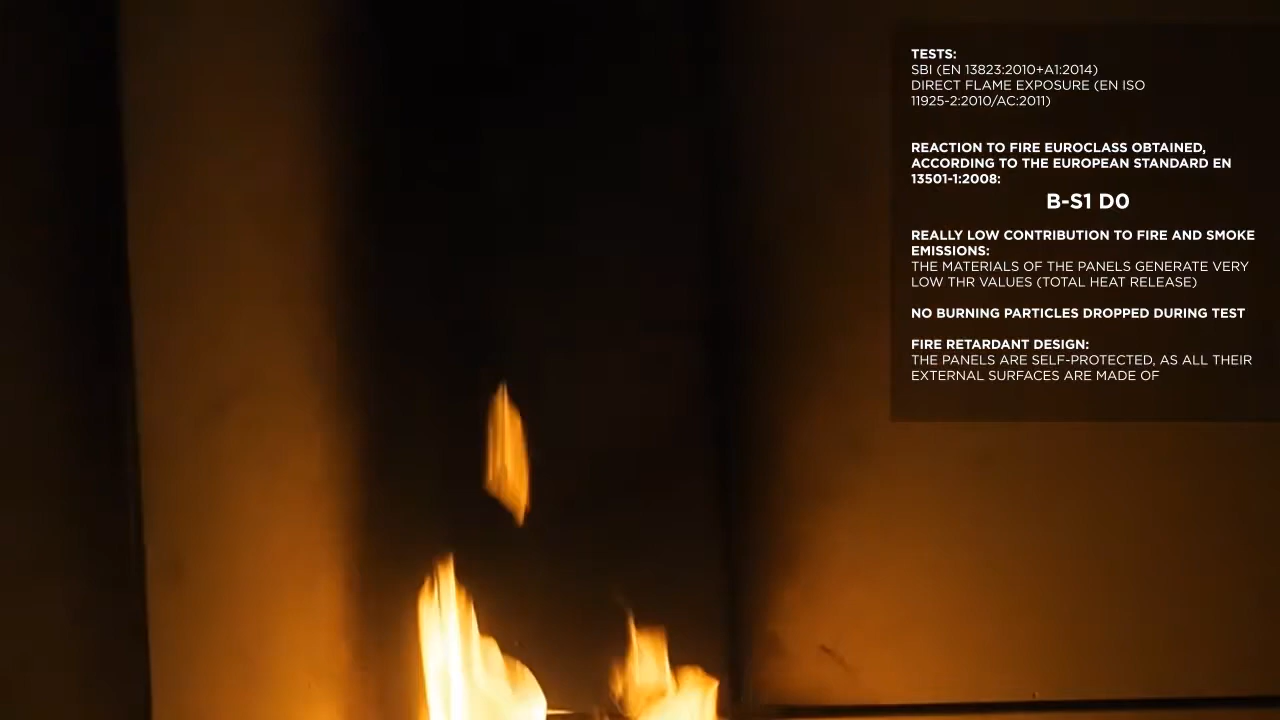 TESTS:
SBI (EN 13823:2010+A1:2014)
DIRECT FLAME EXPOSURE (EN ISO
11925-2:2010/AC:2011)
REACTION TO FIRE EUROCLASS OBTAINED,
ACCORDING TO THE EUROPEAN STANDARD EN
13501-1:2008:
B-S1 D0
REALLY LOW CONTRIBUTION TO FIRE AND SMOKE
EMISSIONS:
THE MATERIALS OF THE PANELS GENERATE VERY
LOW THR VALUES (TOTAL HEAT RELEASE)
NO BURNING PARTICLES DROPPED DURING TEST
FIRE RETARDANT DESIGN:
THE PANELS ARE SELF-PROTECTED, AS ALL THEIR
EXTERNAL SURFACES ARE MADE OF